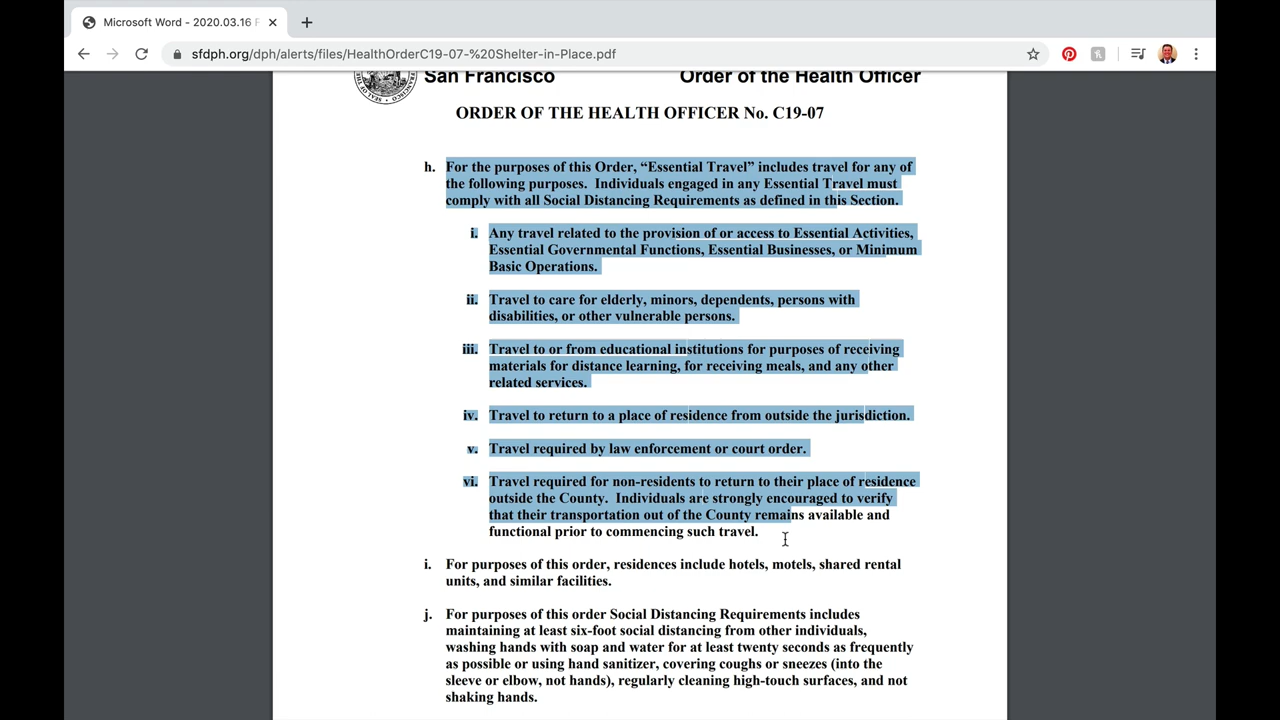 Microsoft Word - 2020.03.16 F
sfdph.org/dph/alerts/files/HealthOrderC19-07-%20Shelter-in-Place.pdf
San Francisco Order of the Health Officer
ORDER OF THE HEALTH OFFICER No. C19-07
h. For the purposes of this Order, “Essential Travel” includes travel for any of
the following purposes.  Individuals engaged in any Essential Travel must
comply with all Social Distancing Requirements as defined in this Section.
i. Any travel related to the provision of or access to Essential Activities,
Essential Governmental Functions, Essential Businesses, or Minimum
Basic Operations.
ii. Travel to care for elderly, minors, dependents, persons with
disabilities, or other vulnerable persons.
iii. Travel to or from educational institutions for purposes of receiving
materials for distance learning, for receiving meals, and any other
related services.
iv. Travel to return to a place of residence from outside the jurisdiction.
v. Travel required by law enforcement or court order.
vi. Travel required for non-residents to return to their place of residence
outside the County.  Individuals are strongly encouraged to verify
that their transportation out of the County remains available and
functional prior to commencing such travel.
i. For purposes of this order, residences include hotels, motels, shared rental
units, and similar facilities.
j. For purposes of this order Social Distancing Requirements includes
maintaining at least six-foot social distancing from other individuals,
washing hands with soap and water for at least twenty seconds as frequently
as possible or using hand sanitizer, covering coughs or sneezes (into the
sleeve or elbow, not hands), regularly cleaning high-touch surfaces, and not
shaking hands.